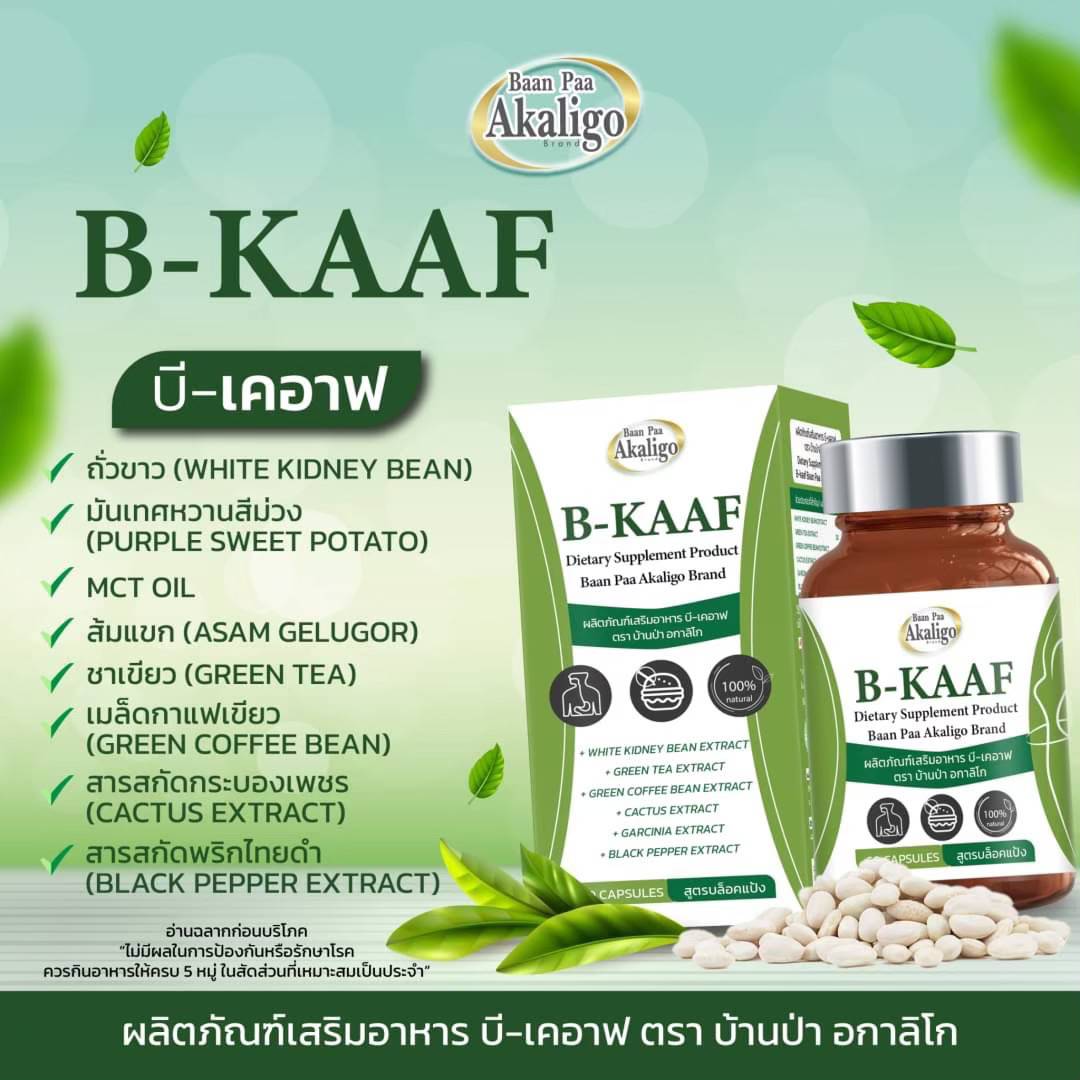 Baan Paa
Akaligo
Brand
B-KAAF
บี-เคอาฟ
ถั่วขาว (WHITE KIDNEY BEAN)
มันเทศหวานสีม่วง
(PURPLE SWEET POTATO)
MCT OIL
ส้มแขก (ASAM GELUGOR)
ชาเขียว (GREEN TEA)
เมล็ดกาแฟเขียว
(GREEN COFFEE BEAN)
สารสกัดกระบองเพชร
(CACTUS EXTRACT)
สารสกัดพริกไทยดำ
(BLACK PEPPER EXTRACT)
อ่านฉลากก่อนบริโภค
"ไม่มีผลในการป้องกันหรือรักษาโรค
ควรกินอาหารให้ครบ 5 หมู่ ในสัดส่วนที่เหมาะสมเป็นประจำ"
Baan Paa
Akaligo
Brand
B-KAAF
Dietary Supplement Product
Baan Paa Akaligo Brand
ผลิตภัณฑ์เสริมอาหาร บี-เคอาฟ
ตรา บ้านป่า อกาลิโก
100%
natural
+ WHITE KIDNEY BEAN EXTRACT
+ GREEN TEA EXTRACT
+ GREEN COFFEE BEAN EXTRACT
+ CACTUS EXTRACT
+ GARCINIA EXTRACT
+ BLACK PEPPER EXTRACT
CAPSULES สูตรบล็อคแป้ง
Dietary Supplement
B-kaaf Baan Paa
WHITE KIDNEY BEAN EXTRACT
GREEN TEA EXTRACT
GREEN COFFEE BEAN EXTRACT
Baan Paa
Akaligo
Brand
B-KAAF
Dietary Supplement Product
Baan Paa Akaligo Brand
ผลิตภัณฑ์เสริมอาหาร บี-เคอาฟ
ตรา บ้านป่า อกาลิโก
100%
natural
CAPSULES สูตรบล็อคแป้ง
ผลิตภัณฑ์เสริมอาหาร บี-เคอาฟ ตรา บ้านป่า อกาลิโก